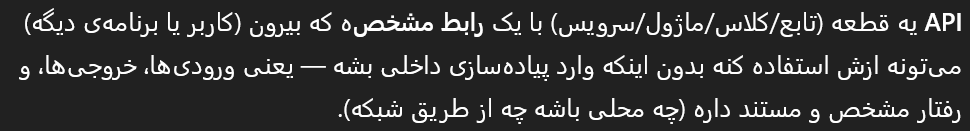 API یه قطعه (تابع/کلاس/ماژول/سرویس) با یک رابط مشخص‌ه که بیرون (کاربر یا برنامه‌ی دیگه)
می‌تونه ازش استفاده کنه بدون اینکه وارد پیاده‌سازی داخلی بشه — یعنی ورودی‌ها، خروجی‌ها، و
رفتار مشخص و مستند داره (چه محلی باشه چه از طریق شبکه).